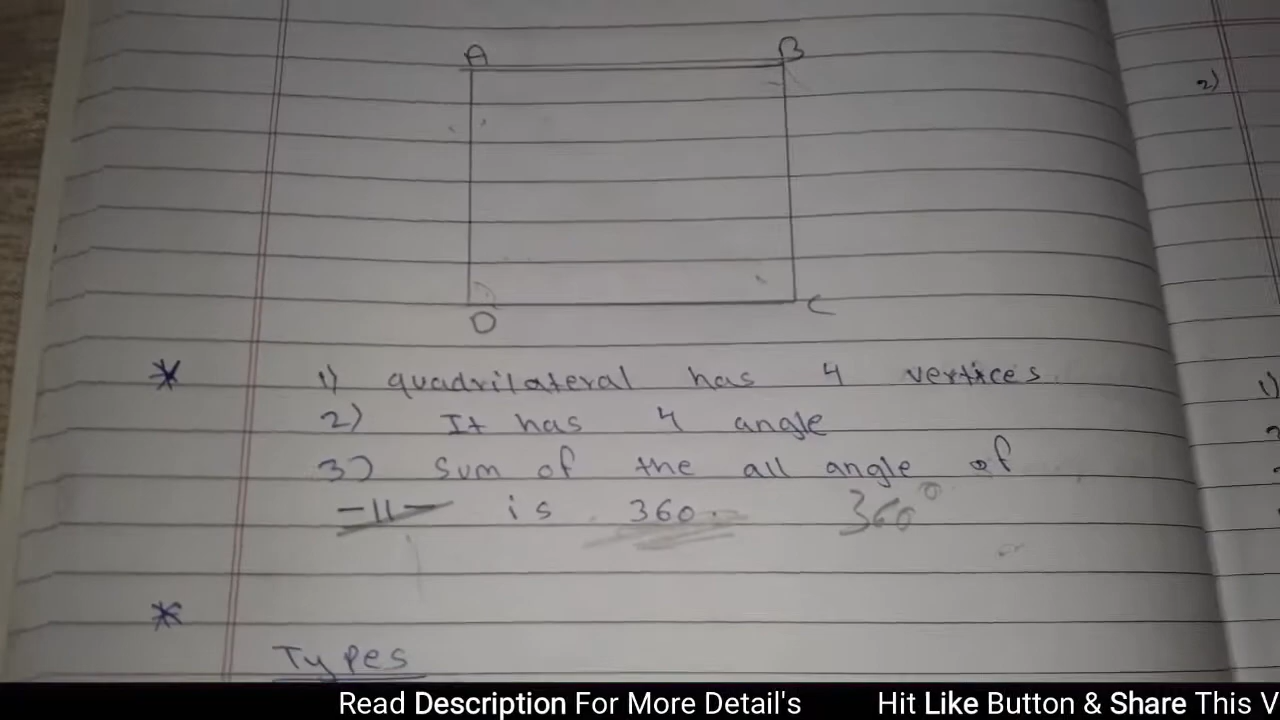 A B
2)
D C
* 1) quadrilateral has 4 vertices
2) It has 4 angle
1)
3) Sum of the all angle of
-11- is 360. 360°
*
Types
Read Description For More Detail's Hit Like Button & Share This V